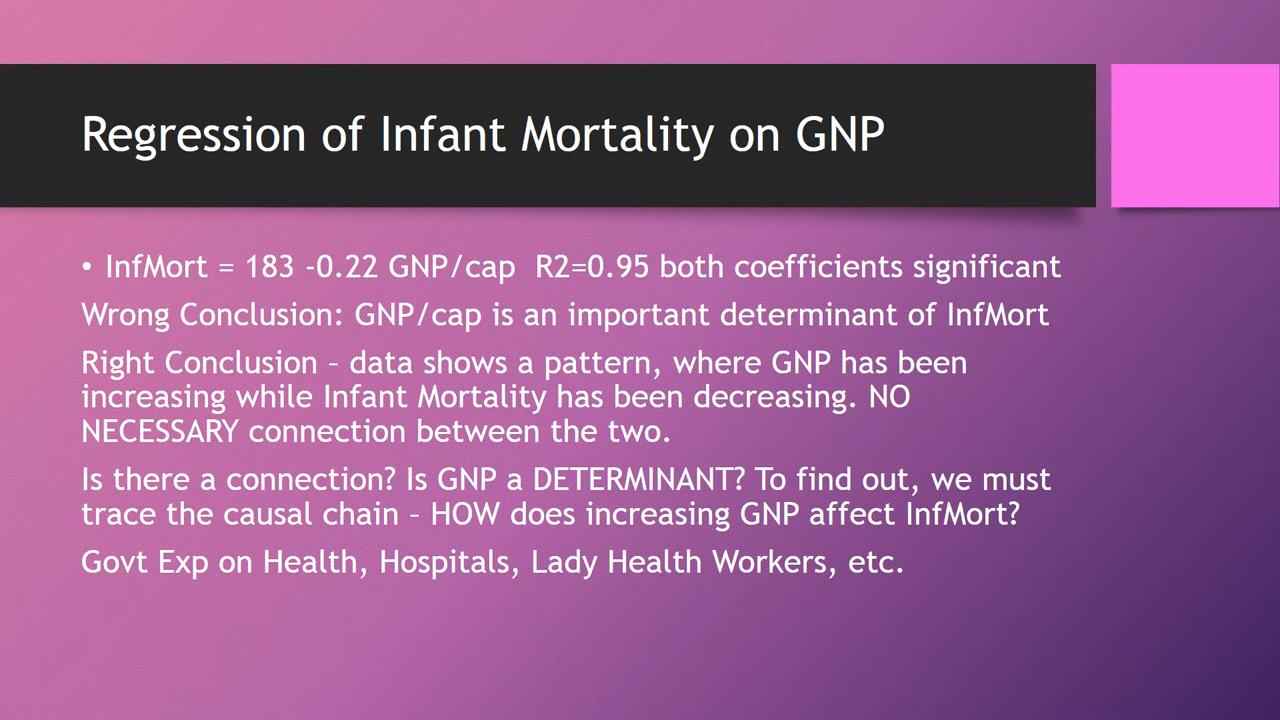 Regression of Infant Mortality on GNP
• InfMort = 183 -0.22 GNP/cap  R2=0.95 both coefficients significant
Wrong Conclusion: GNP/cap is an important determinant of InfMort
Right Conclusion – data shows a pattern, where GNP has been
increasing while Infant Mortality has been decreasing. NO
NECESSARY connection between the two.
Is there a connection? Is GNP a DETERMINANT? To find out, we must
trace the causal chain – HOW does increasing GNP affect InfMort?
Govt Exp on Health, Hospitals, Lady Health Workers, etc.